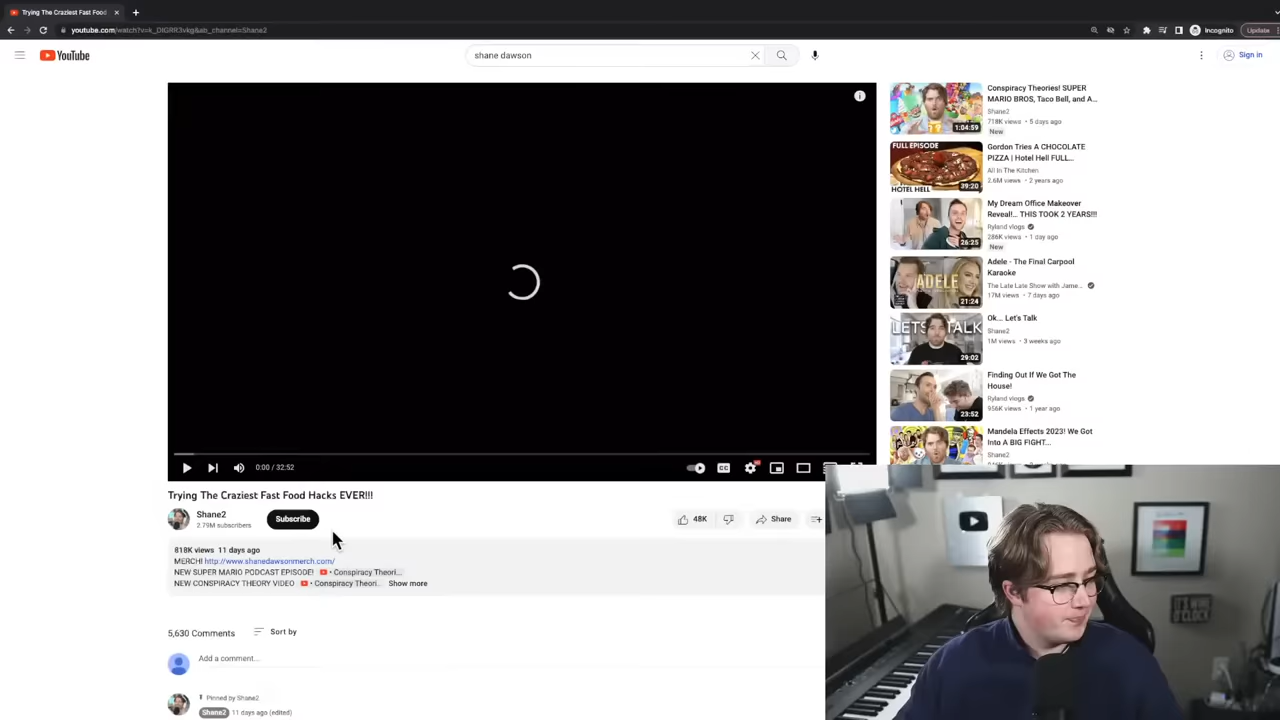 Trying The Craziest Fast Food
youtube.com/watch?v=k_DIGRR3vkg&ab_channel=Shane2
Incognito
Update
YouTube
shane dawson
Sign in
0:00 / 32:52
Trying The Craziest Fast Food Hacks EVER!!!
Shane2
2.79M subscribers
Subscribe
48K
Share
818K views 11 days ago
MERCH! http://www.shanedawsonmerch.com/
NEW SUPER MARIO PODCAST EPISODE! • Conspiracy Theori...
NEW CONSPIRACY THEORY VIDEO • Conspiracy Theori... Show more
5,630 Comments
Sort by
Add a comment...
Pinned by Shane2
Shane2 11 days ago (edited)
1:04:59
Conspiracy Theories! SUPER
MARIO BROS, Taco Bell, and A...
Shane2
718K views • 5 days ago
New
FULL EPISODE
HOTEL HELL
39:20
Gordon Tries A CHOCOLATE
PIZZA | Hotel Hell FULL...
All In The Kitchen
2.6M views • 2 years ago
26:25
My Dream Office Makeover
Reveal!... THIS TOOK 2 YEARS!!!
Ryland vlogs
286K views • 1 day ago
New
ADELE
21:24
Adele - The Final Carpool
Karaoke
The Late Late Show with Jame...
17M views • 7 days ago
LETS TALK
29:02
Ok... Let's Talk
Shane2
1M views • 3 weeks ago
23:52
Finding Out If We Got The
House!
Ryland vlogs
956K views • 1 year ago
Mandela Effects 2023! We Got
Into A BIG FIGHT...
Shane2
O'CLOCK